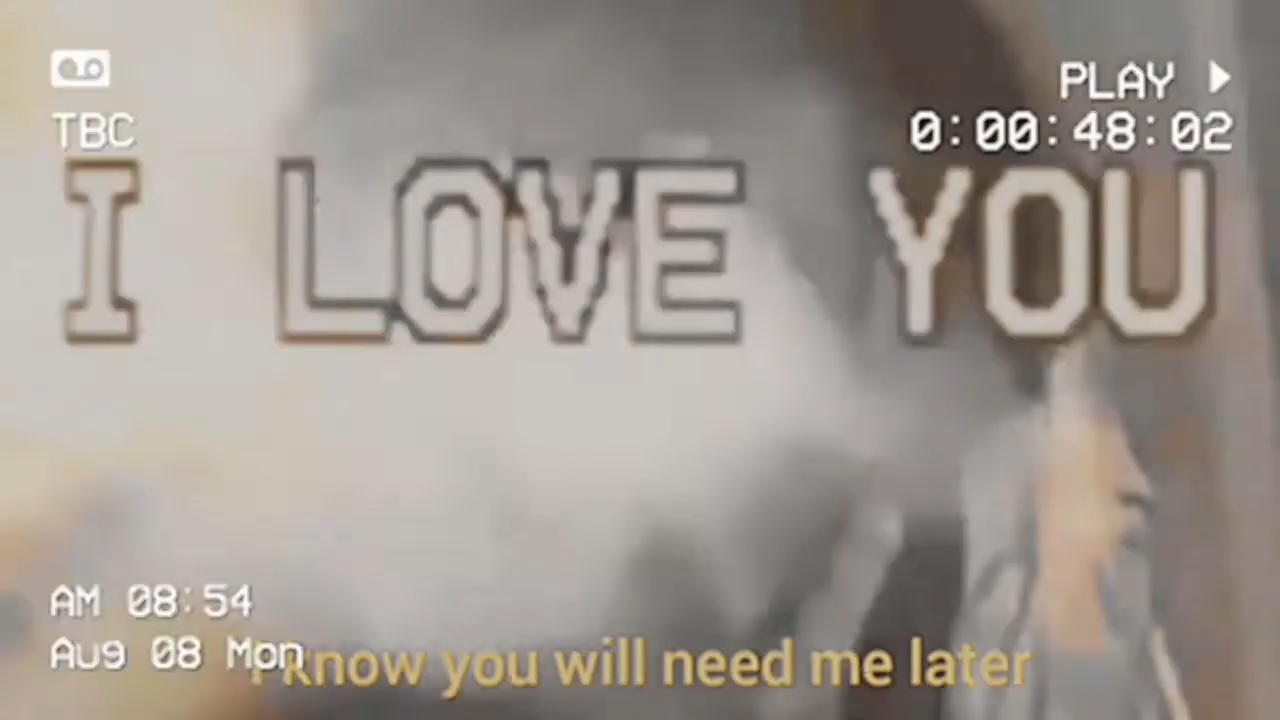 PLAY
TBC
0:00:48:02
I LOVE YOU
AM 08:54
Aug 08 Mon
I know you will need me later